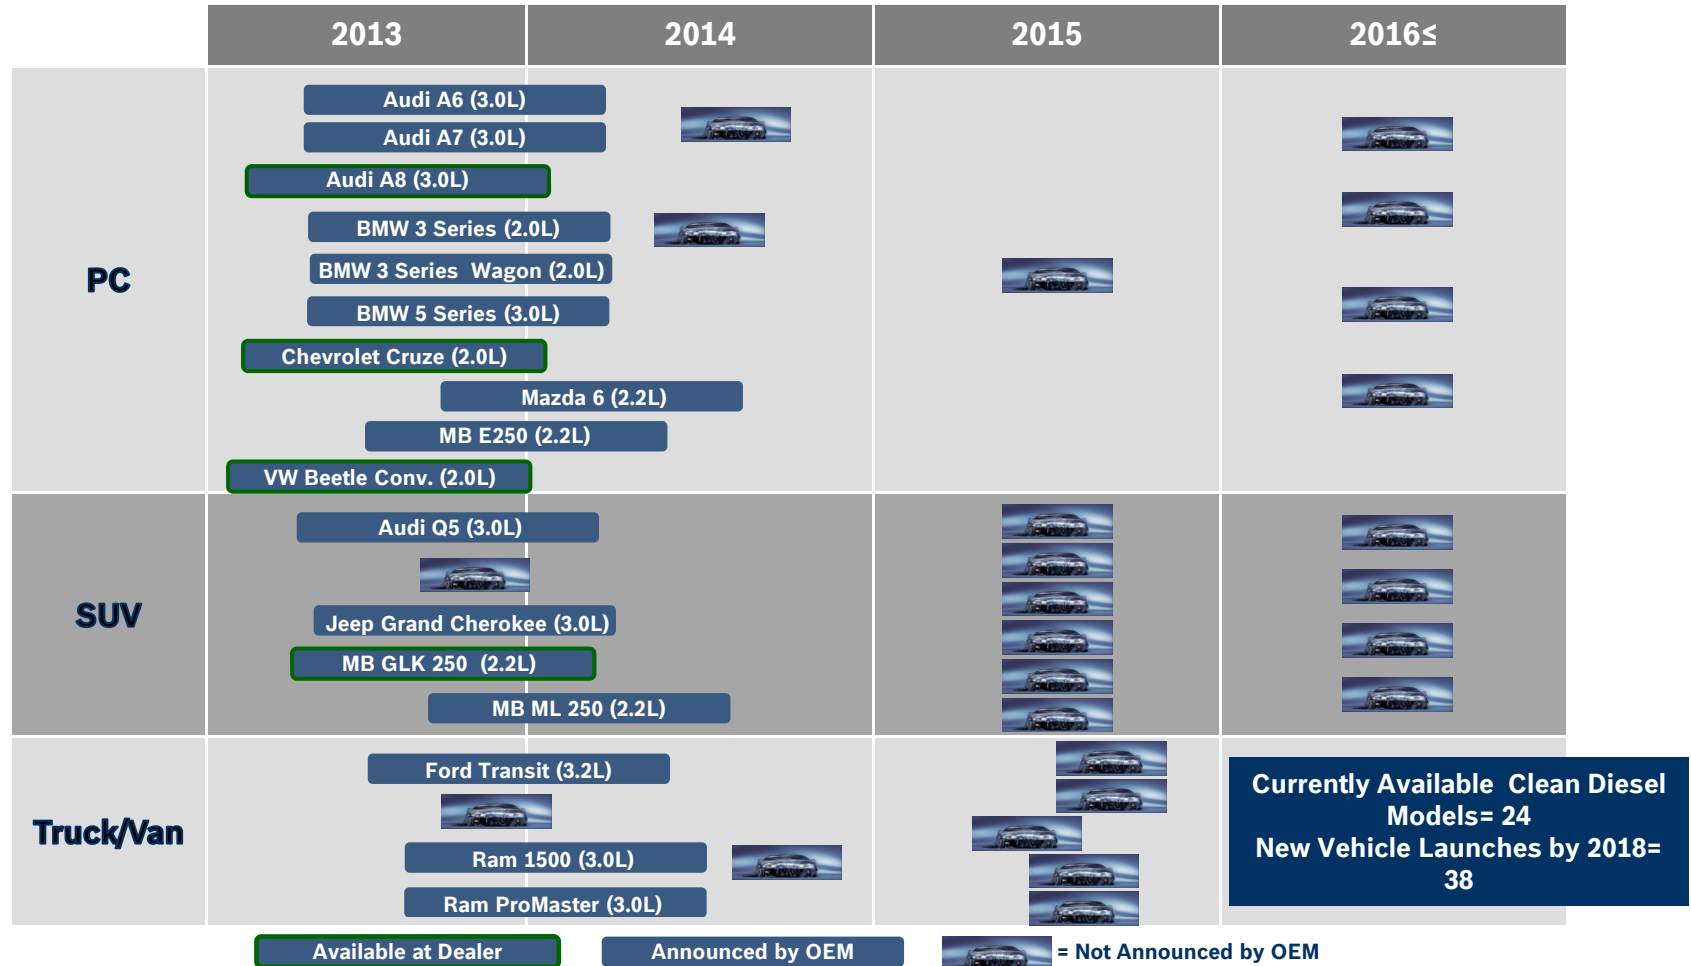 2013
2014
2015
2016≤
PC
Audi A6 (3.0L)
Audi A7 (3.0L)
Audi A8 (3.0L)
BMW 3 Series (2.0L)
BMW 3 Series  Wagon (2.0L)
BMW 5 Series (3.0L)
Chevrolet Cruze (2.0L)
Mazda 6 (2.2L)
MB E250 (2.2L)
VW Beetle Conv. (2.0L)
SUV
Audi Q5 (3.0L)
Jeep Grand Cherokee (3.0L)
MB GLK 250  (2.2L)
MB ML 250 (2.2L)
Truck/Van
Ford Transit (3.2L)
Ram 1500 (3.0L)
Ram ProMaster (3.0L)
Currently Available  Clean Diesel
Models= 24
New Vehicle Launches by 2018=
38
Available at Dealer
Announced by OEM
= Not Announced by OEM